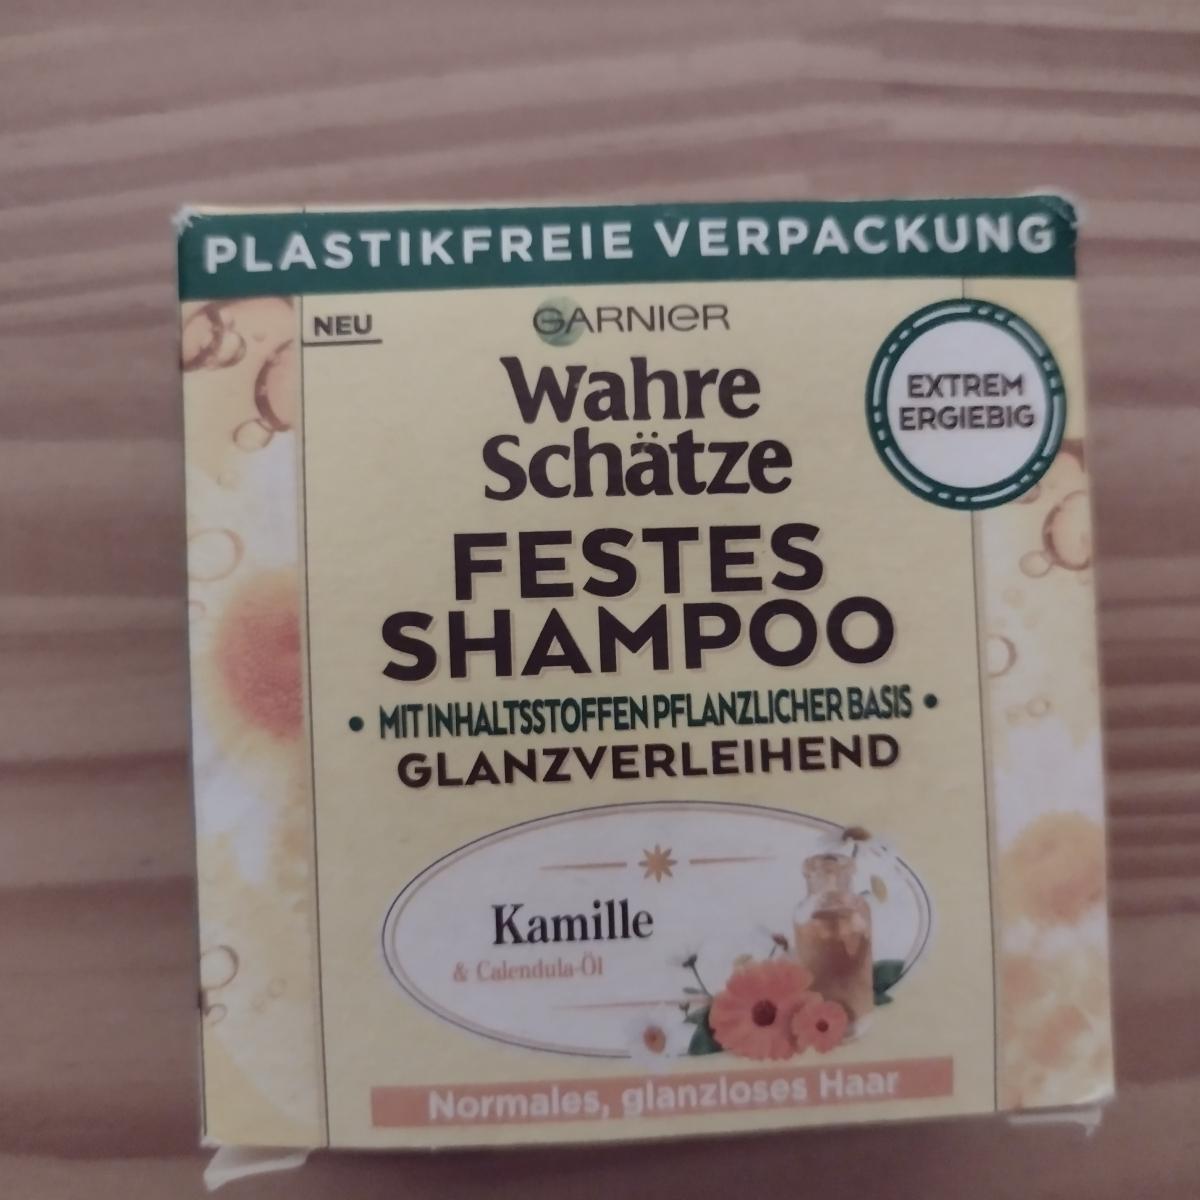 PLASTIKFREIE VERPACKUNG
NEU
GARNIER
Wahre
Schätze
EXTREM
ERGIEBIG
FESTES
SHAMPOO
• MIT INHALTSSTOFFEN PFLANZLICHER BASIS •
GLANZVERLEIHEND
Kamille
& Calendula-Öl
Normales, glanzloses Haar